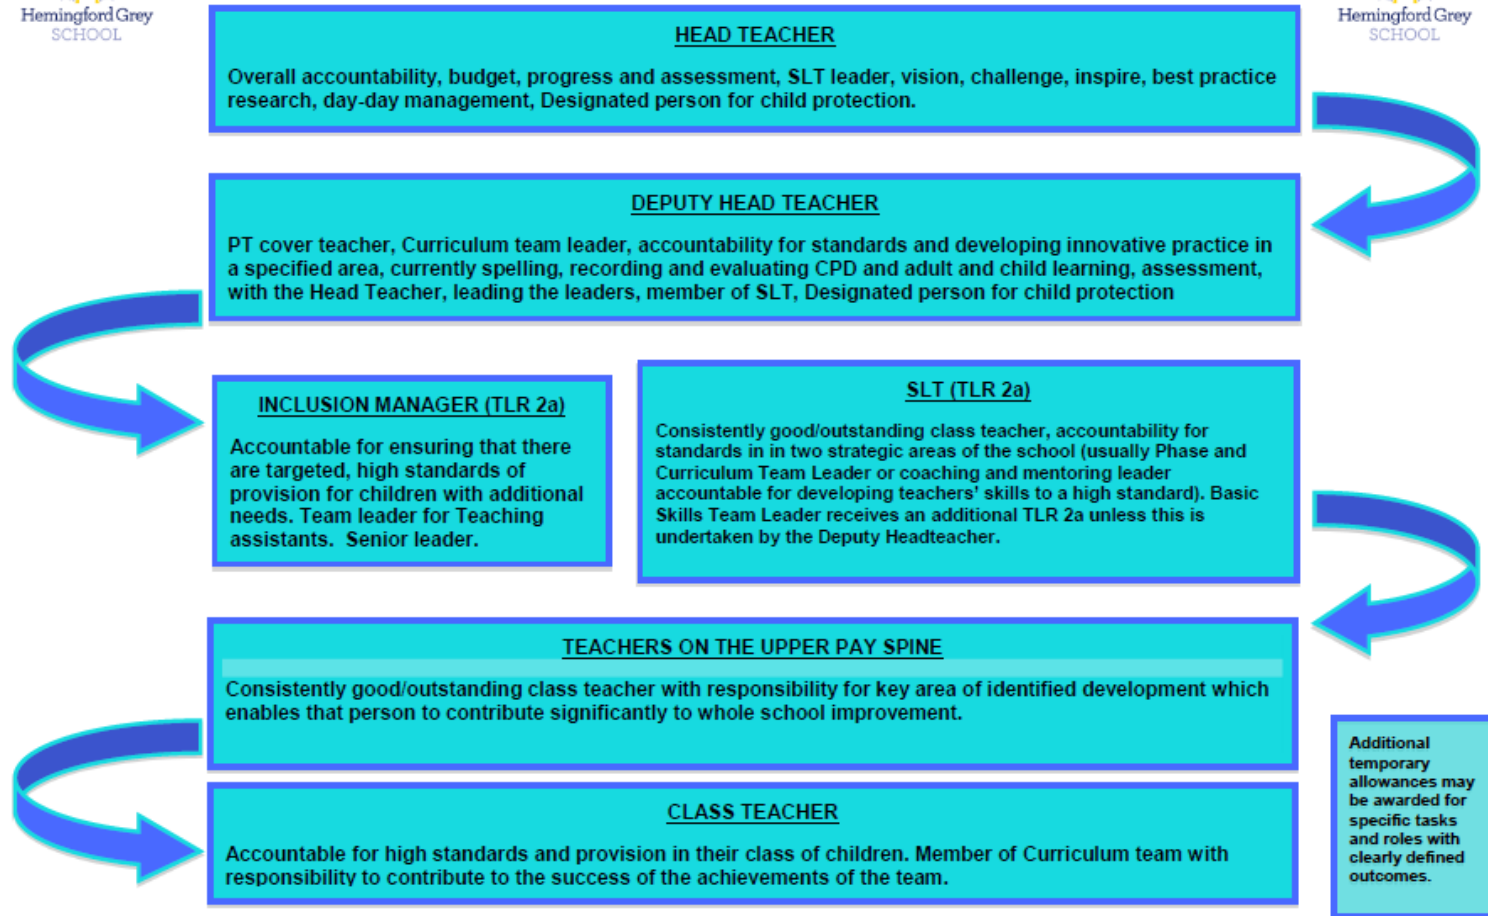 Hemingford Grey
SCHOOL
Hemingford Grey
SCHOOL
HEAD TEACHER
Overall accountability, budget, progress and assessment, SLT leader, vision, challenge, inspire, best practice
research, day-day management, Designated person for child protection.
DEPUTY HEAD TEACHER
PT cover teacher, Curriculum team leader, accountability for standards and developing innovative practice in
a specified area, currently spelling, recording and evaluating CPD and adult and child learning, assessment,
with the Head Teacher, leading the leaders, member of SLT, Designated person for child protection
INCLUSION MANAGER (TLR 2a)
Accountable for ensuring that there
are targeted, high standards of
provision for children with additional
needs. Team leader for Teaching
assistants. Senior leader.
SLT (TLR 2a)
Consistently good/outstanding class teacher, accountability for
standards in in two strategic areas of the school (usually Phase and
Curriculum Team Leader or coaching and mentoring leader
accountable for developing teachers' skills to a high standard). Basic
Skills Team Leader receives an additional TLR 2a unless this is
undertaken by the Deputy Headteacher.
TEACHERS ON THE UPPER PAY SPINE
Consistently good/outstanding class teacher with responsibility for key area of identified development which
enables that person to contribute significantly to whole school improvement.
CLASS TEACHER
Accountable for high standards and provision in their class of children. Member of Curriculum team with
responsibility to contribute to the success of the achievements of the team.
Additional
temporary
allowances may
be awarded for
specific tasks
and roles with
clearly defined
outcomes.